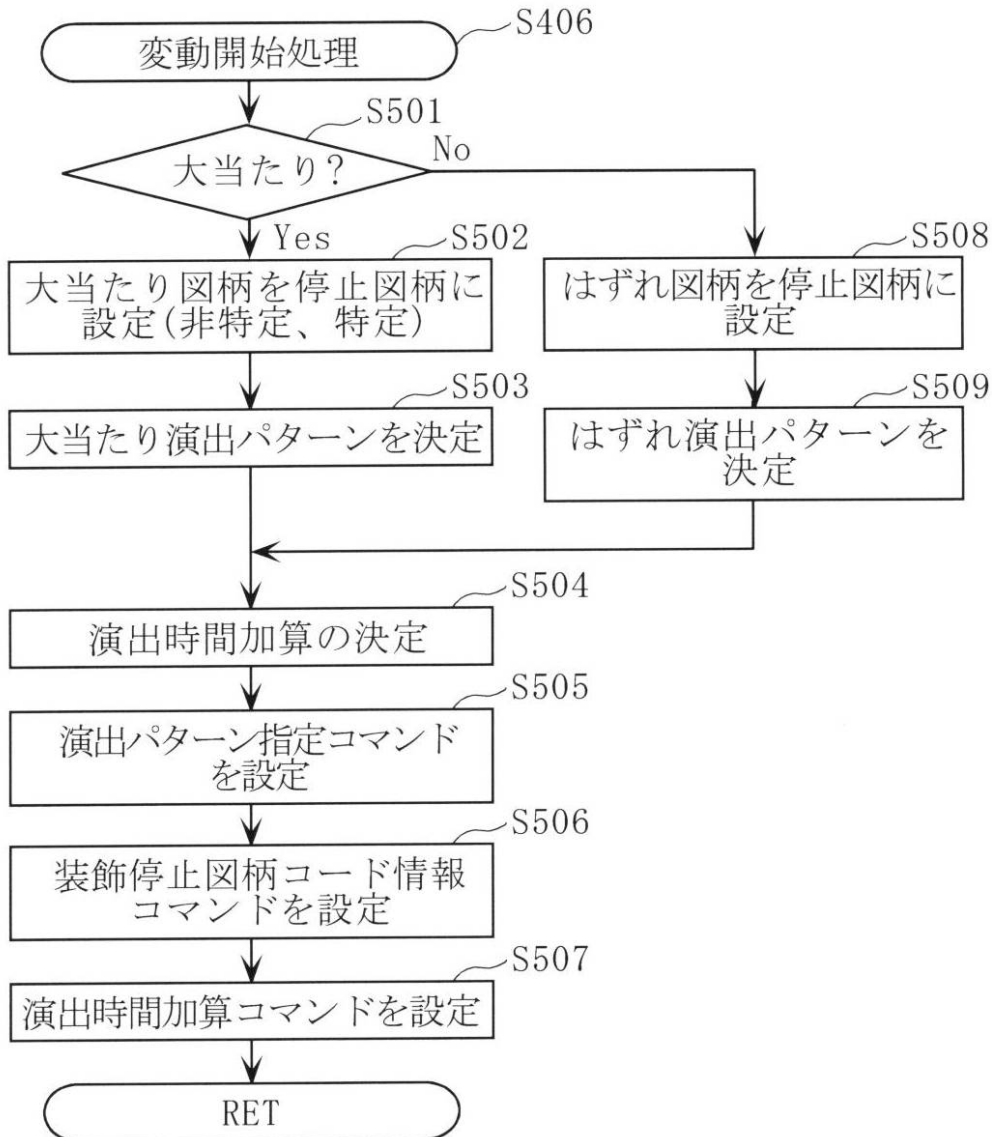 変動開始処理
S406
S501
大当たり?
No
Yes
S502
大当たり図柄を停止図柄に
設定(非特定、特定)
S508
はずれ図柄を停止図柄に
設定
S503
大当たり演出パターンを決定
S509
はずれ演出パターンを
決定
S504
演出時間加算の決定
S505
演出パターン指定コマンド
を設定
S506
装飾停止図柄コード情報
コマンドを設定
S507
演出時間加算コマンドを設定
RET